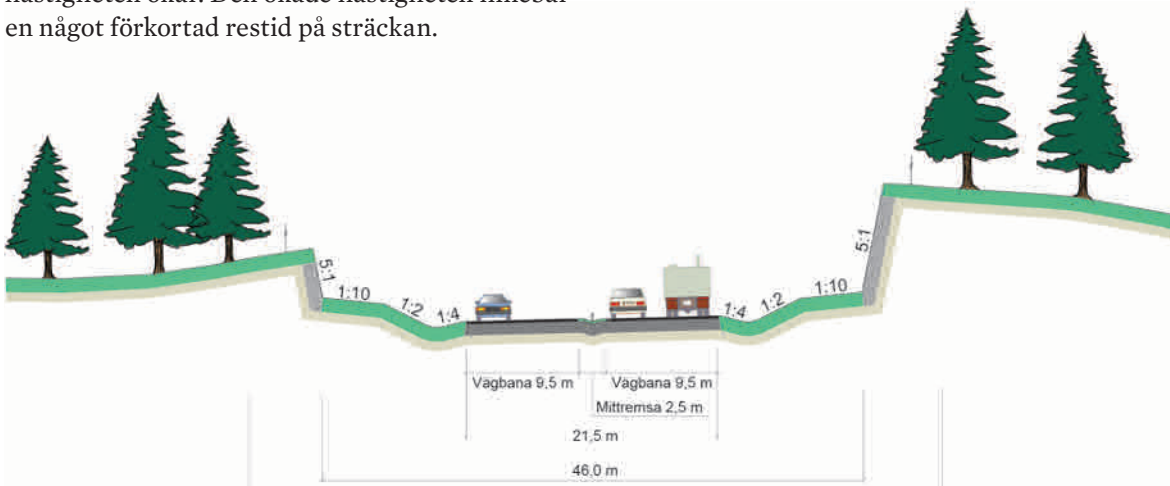 en något förkortad restid på sträckan.
5:1
5:1
1:10
1:2
1:4
1:4
1:2
1:10
Vägbana 9,5 m
Vägbana 9,5 m
Mittremsa 2,5 m
21,5 m
46,0 m